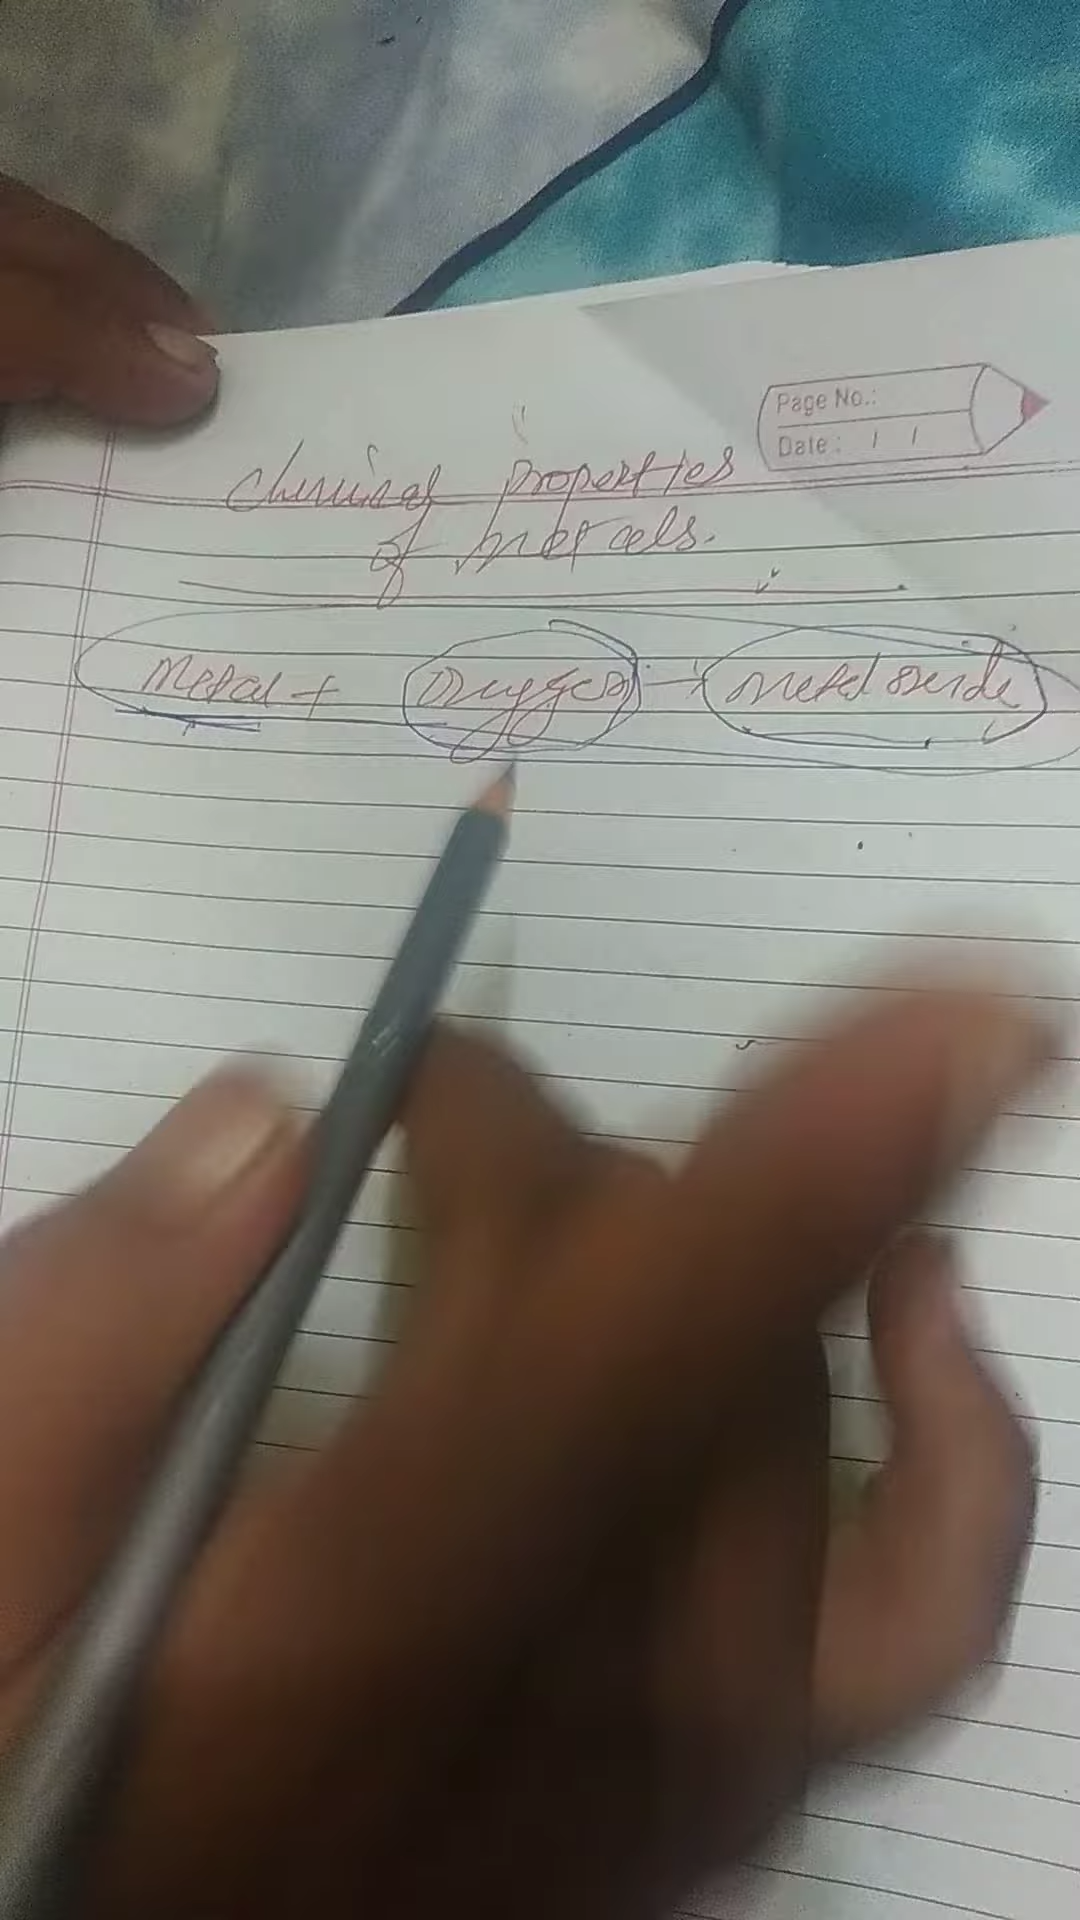 Page No.:
Date: / /
Chemical properties
of metals.
Metal + Oxygen → metal oxide